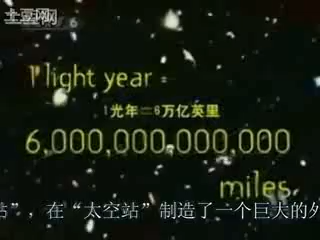 土豆网 6
1 light year =
1光年=6万亿英里
6,000,000,000,000
miles
站”，在“太空站”制造了一个巨大的外